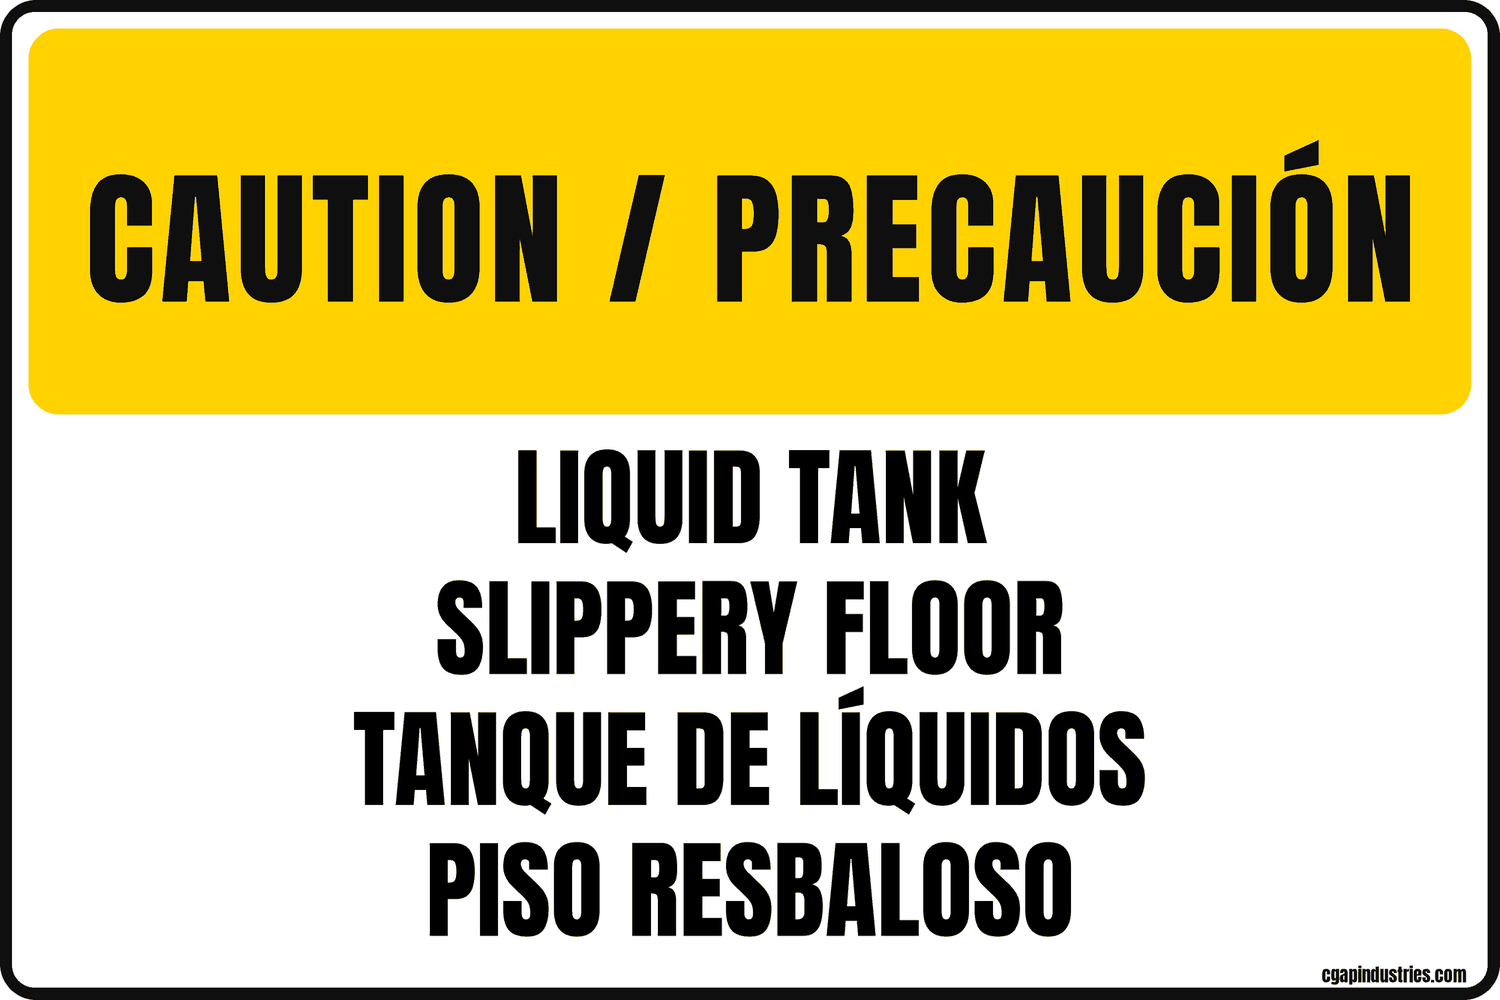 CAUTION / PRECAUCIÓN
LIQUID TANK
SLIPPERY FLOOR
TANQUE DE LÍQUIDOS
PISO RESBALOSO
cgapindustries.com